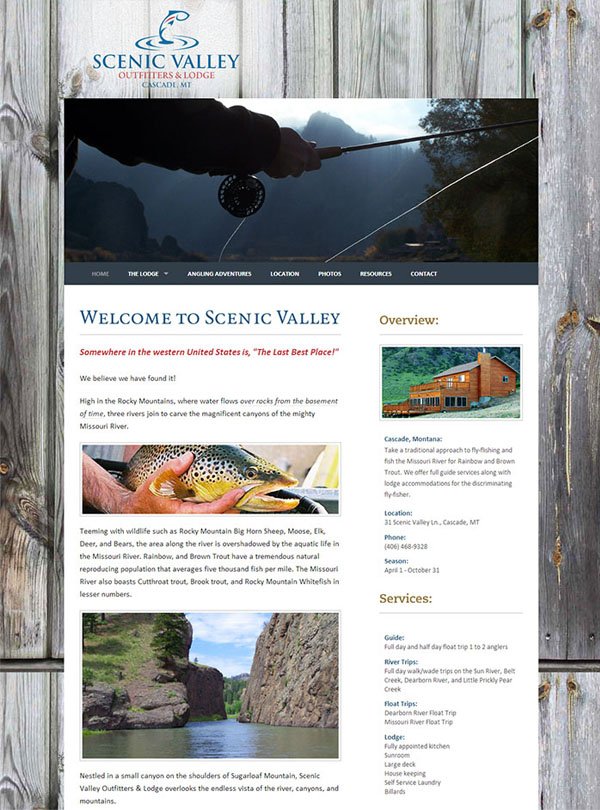 SCENIC VALLEY
OUTFITTERS & LODGE
CASCADE, MT
HOME THE LODGE ANGLING ADVENTURES LOCATION PHOTOS RESOURCES CONTACT
WELCOME TO SCENIC VALLEY
Somewhere in the western United States is, "The Last Best Place!"
We believe we have found it!
High in the Rocky Mountains, where water flows over rocks from the basement
of time, three rivers join to carve the magnificent canyons of the mighty
Missouri River.
Teeming with wildlife such as Rocky Mountain Big Horn Sheep, Moose, Elk,
Deer, and Bears, the area along the river is overshadowed by the aquatic life in
the Missouri River. Rainbow, and Brown Trout have a tremendous natural
reproducing population that averages five thousand fish per mile. The Missouri
River also boasts Cutthroat trout, Brook trout, and Rocky Mountain Whitefish in
lesser numbers.
Nestled in a small canyon on the shoulders of Sugarloaf Mountain, Scenic
Valley Outfitters & Lodge overlooks the endless vista of the river, canyons, and
mountains.
Overview:
Cascade, Montana:
Take a traditional approach to fly-flishing and
fish the Missouri River for Rainbow and Brown
Trout. We offer full guide services along with
lodge accommodations for the discriminating
fly-fisher.
Location:
31 Scenic Valley Ln., Cascade, MT
Phone:
(406) 468-9328
Season:
April 1 - October 31
Services:
Guide:
Full day and half day float trip 1 to 2 anglers
River Trips:
Full day walk/wade trips on the Sun River, Belt
Creek, Dearborn River, and Little Prickly Pear
Creek
Float Trips:
Dearborn River Float Trip
Missouri River Float Trip
Lodge:
Fully appointed kitchen
Sunroom
Large deck
House keeping
Self Service Laundry
Billards